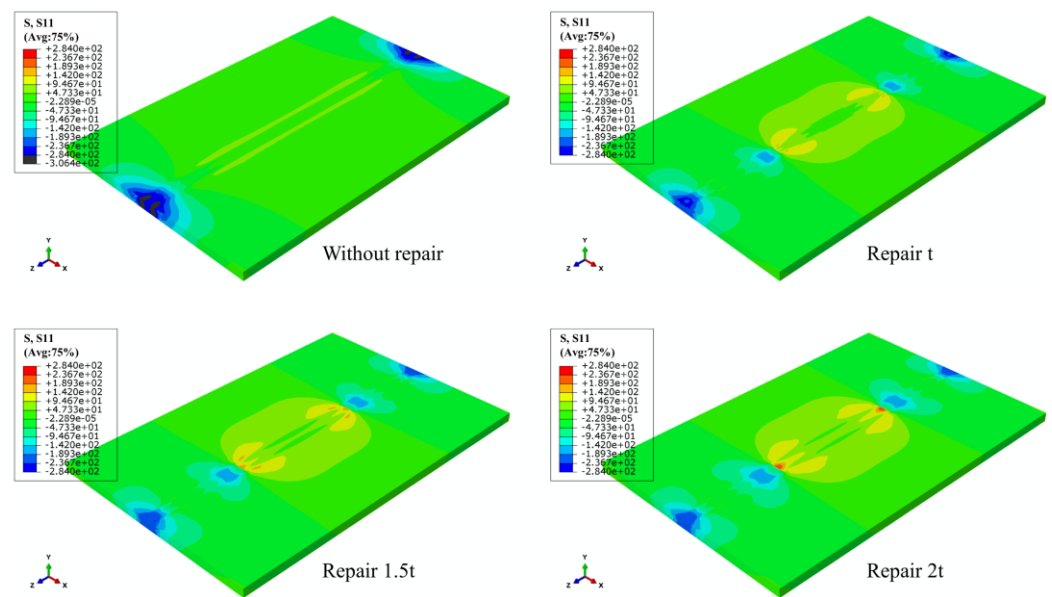 S, S11
(Avg:75%)
+2.840e+02
+2.367e+02
+1.893e+02
+1.420e+02
+9.467e+01
+4.733e+01
-2.289e-05
-4.733e+01
-9.467e+01
-1.420e+02
-1.893e+02
-2.367e+02
-2.840e+02
-3.064e+02
Y
Z
X
Without repair
S, S11
(Avg:75%)
+2.840e+02
+2.367e+02
+1.893e+02
+1.420e+02
+9.467e+01
+4.733e+01
-2.289e-05
-4.733e+01
-9.467e+01
-1.420e+02
-1.893e+02
-2.367e+02
-2.840e+02
Y
Z
X
Repair t
S, S11
(Avg:75%)
+2.840e+02
+2.367e+02
+1.893e+02
+1.420e+02
+9.467e+01
+4.733e+01
-2.289e-05
-4.733e+01
-9.467e+01
-1.420e+02
-1.893e+02
-2.367e+02
-2.840e+02
Y
Z
X
Repair 1.5t
S, S11
(Avg:75%)
+2.840e+02
+2.367e+02
+1.893e+02
+1.420e+02
+9.467e+01
+4.733e+01
-2.289e-05
-4.733e+01
-9.467e+01
-1.420e+02
-1.893e+02
-2.367e+02
-2.840e+02
Y
Z
X
Repair 2t